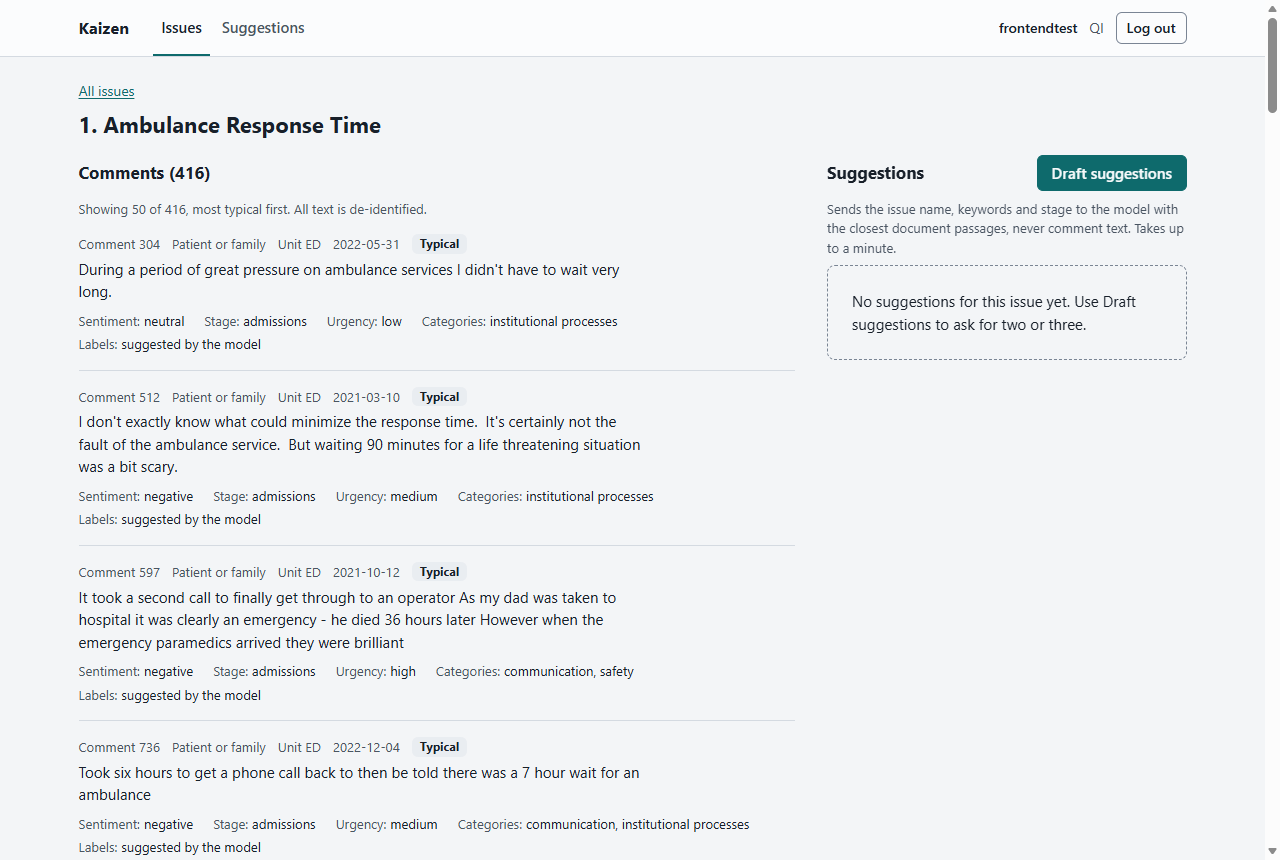 Kaizen Issues Suggestions frontendtest QI Log out
All issues
1. Ambulance Response Time
Comments (416)
Showing 50 of 416, most typical first. All text is de-identified.
Comment 304 Patient or family Unit ED 2022-05-31 Typical
During a period of great pressure on ambulance services I didn't have to wait very
long.
Sentiment: neutral Stage: admissions Urgency: low Categories: institutional processes
Labels: suggested by the model
Comment 512 Patient or family Unit ED 2021-03-10 Typical
I don't exactly know what could minimize the response time.  It's certainly not the
fault of the ambulance service.  But waiting 90 minutes for a life threatening situation
was a bit scary.
Sentiment: negative Stage: admissions Urgency: medium Categories: institutional processes
Labels: suggested by the model
Comment 597 Patient or family Unit ED 2021-10-12 Typical
It took a second call to finally get through to an operator As my dad was taken to
hospital it was clearly an emergency - he died 36 hours later However when the
emergency paramedics arrived they were brilliant
Sentiment: negative Stage: admissions Urgency: high Categories: communication, safety
Labels: suggested by the model
Comment 736 Patient or family Unit ED 2022-12-04 Typical
Took six hours to get a phone call back to then be told there was a 7 hour wait for an
ambulance
Sentiment: negative Stage: admissions Urgency: medium Categories: communication, institutional processes
Labels: suggested by the model
Suggestions
Draft suggestions
Sends the issue name, keywords and stage to the model with
the closest document passages, never comment text. Takes up
to a minute.
No suggestions for this issue yet. Use Draft
suggestions to ask for two or three.